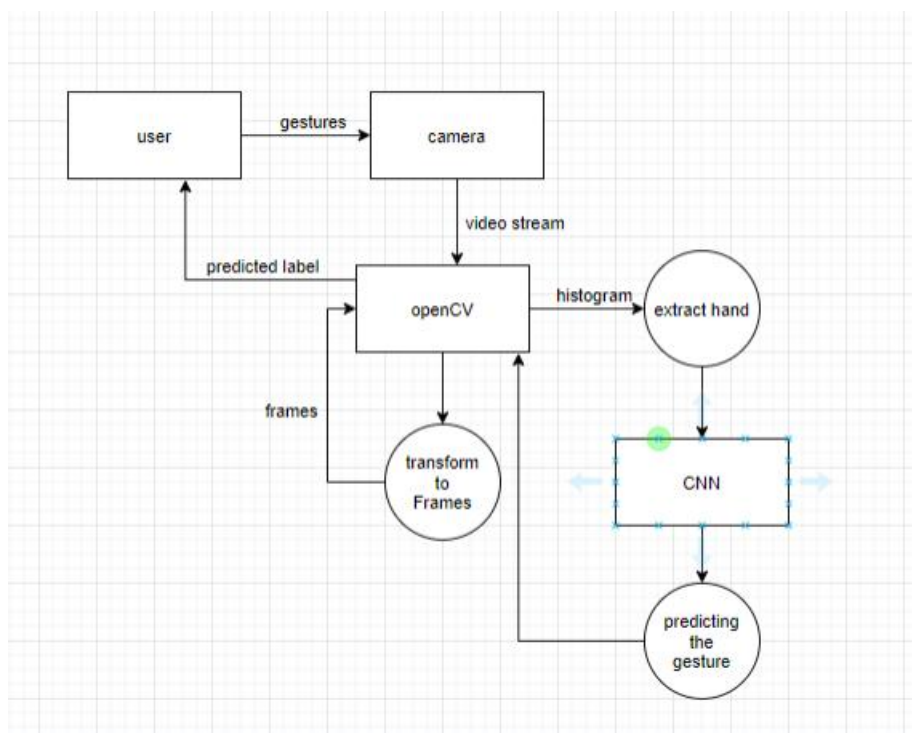 gestures
user
camera
video stream
predicted label
histogram
openCV
extract hand
frames
transform
to
Frames
CNN
predicting
the
gesture